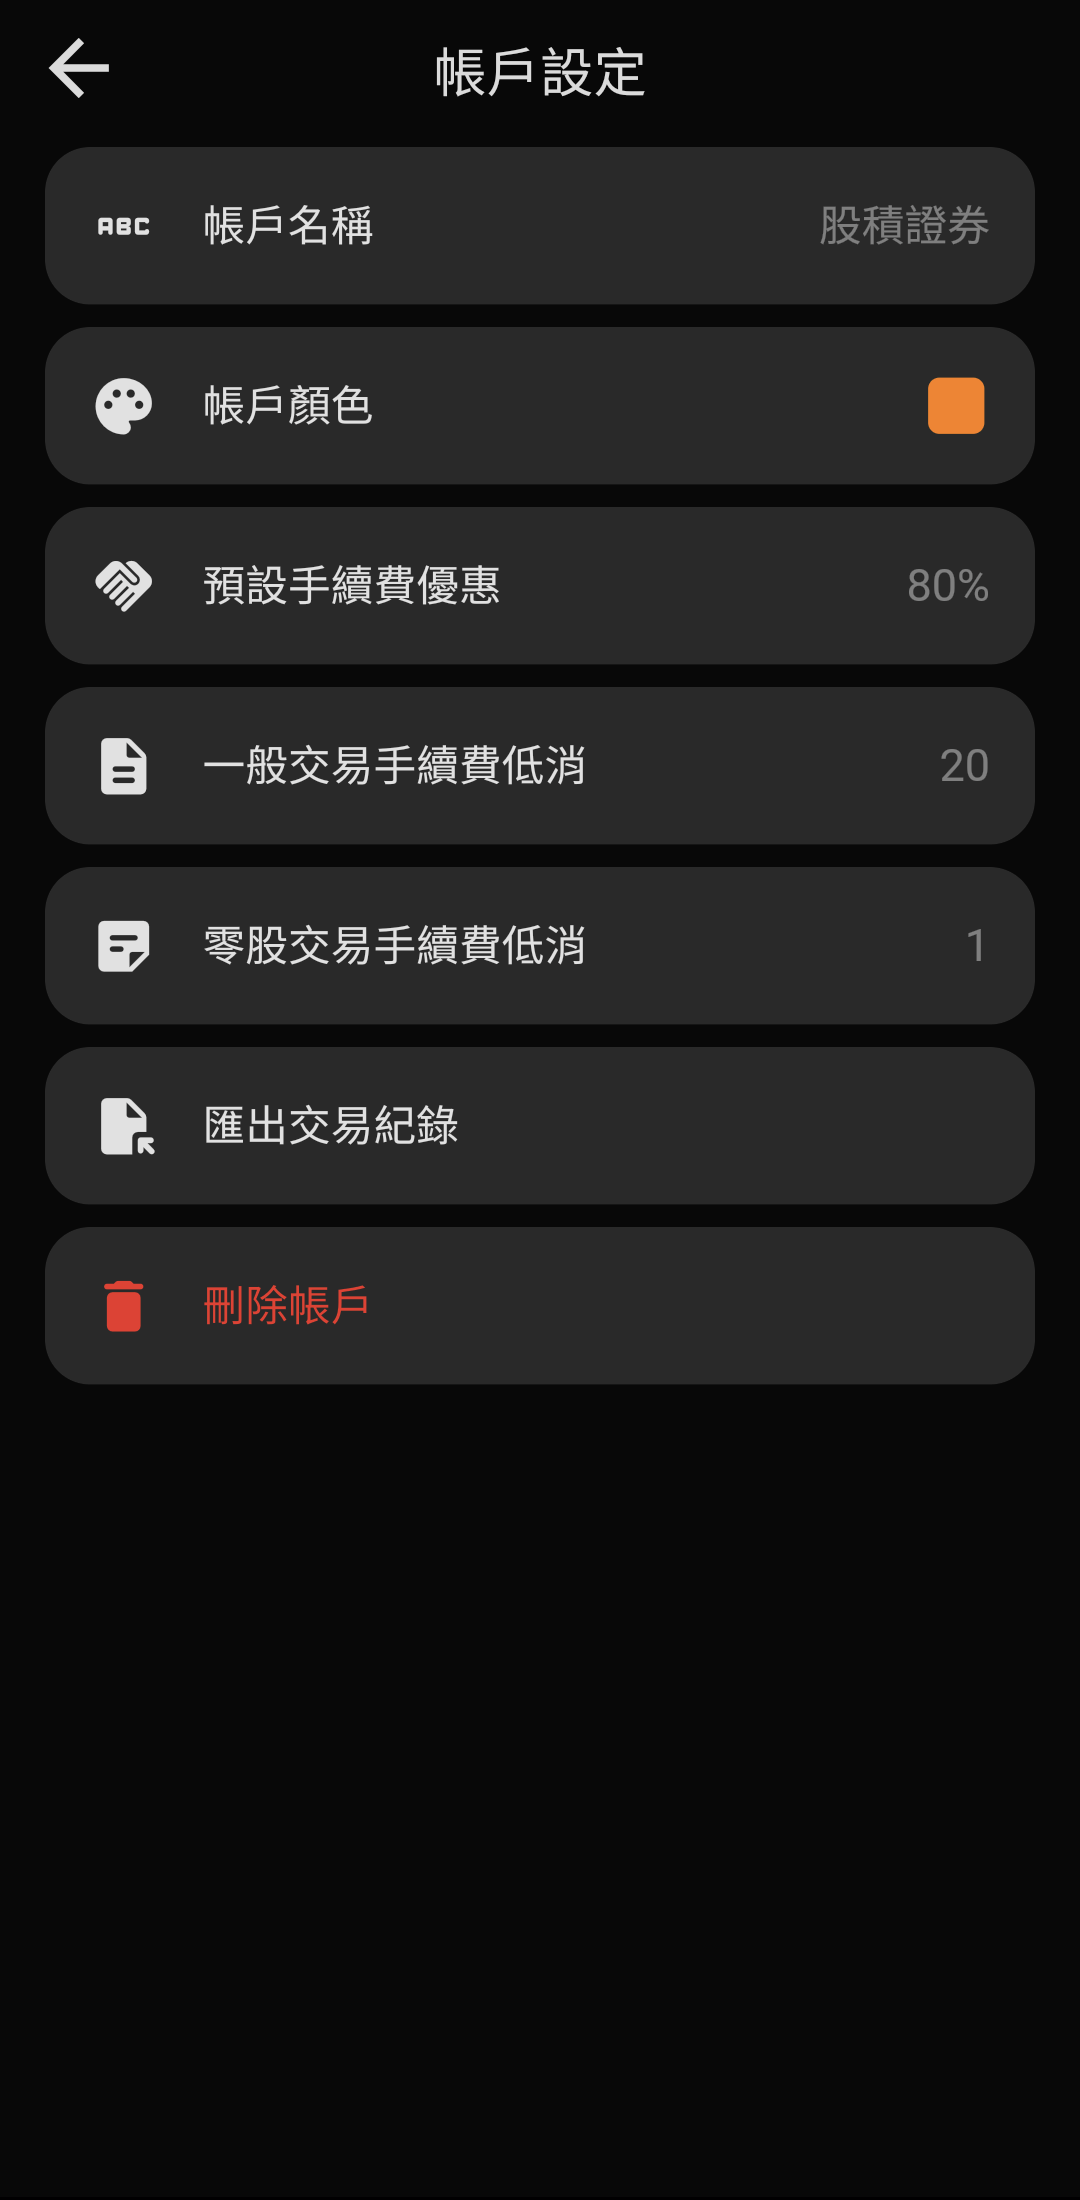 帳戶設定
ABC 帳戶名稱 股積證券
帳戶顏色
預設手續費優惠 80%
一般交易手續費低消 20
零股交易手續費低消 1
匯出交易紀錄
刪除帳戶